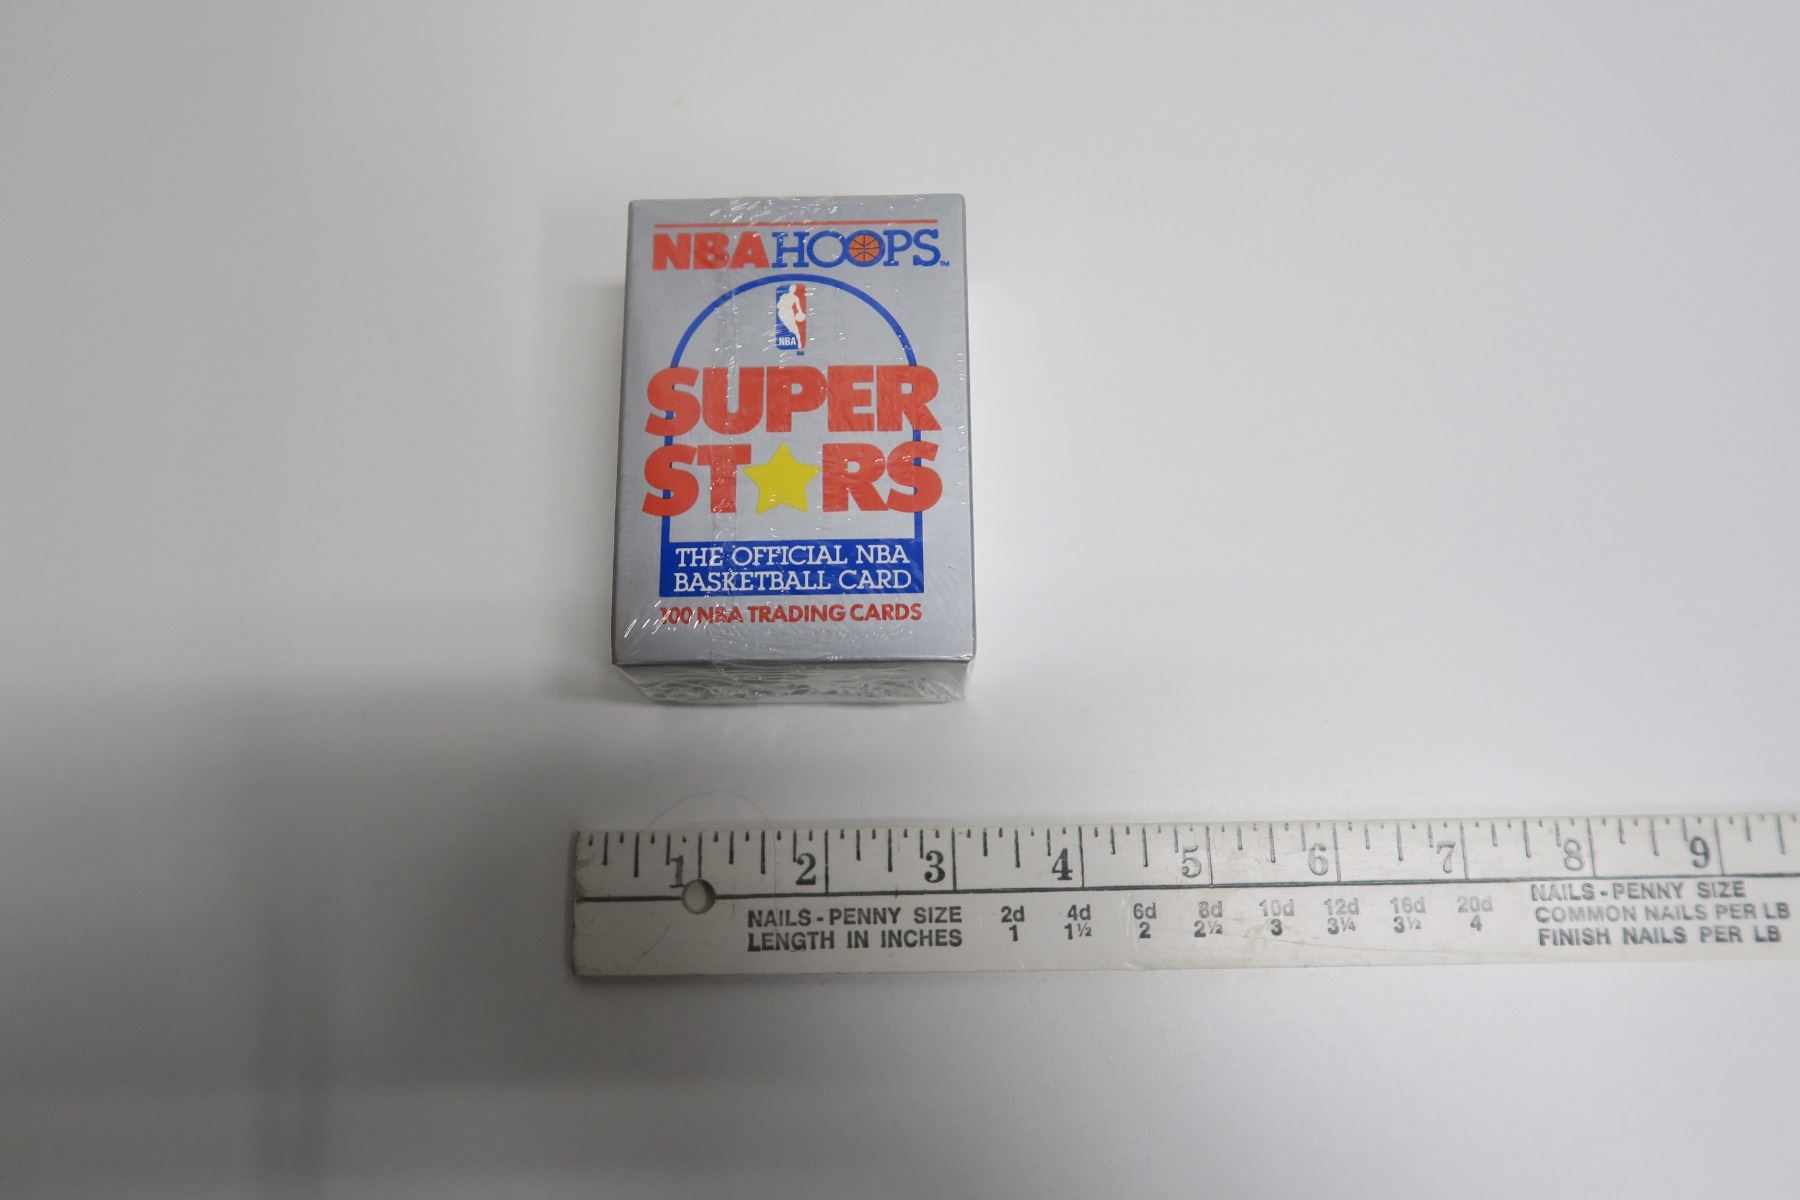 NBA HOOPS™
NBA
SUPER
ST★RS
THE OFFICIAL NBA
BASKETBALL CARD
100 NBA TRADING CARDS
1 2 3 4 5 6 7 8 9
NAILS - PENNY SIZE 2d 4d 6d 8d 10d 12d 16d 20d
LENGTH IN INCHES 1 1½ 2 2½ 3 3¼ 3½ 4
NAILS - PENNY SIZE
COMMON NAILS PER LB
FINISH NAILS PER LB